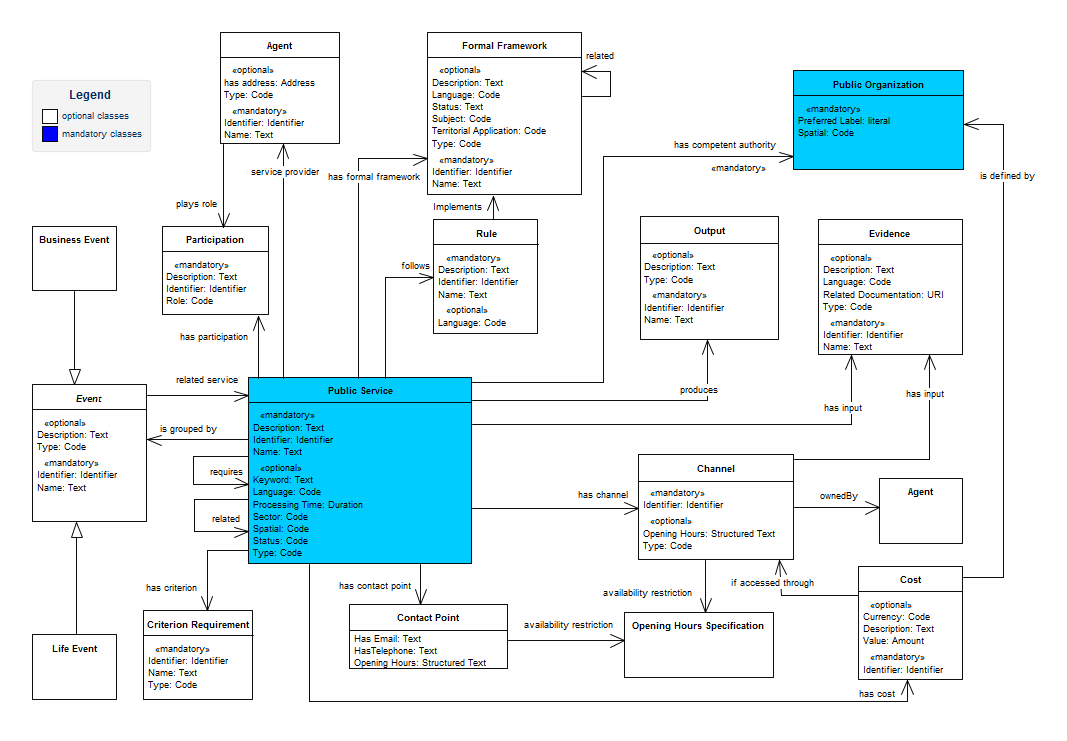 Legend
optional classes
mandatory classes
Agent
«optional»
has address: Address
Type: Code
«mandatory»
Identifier: Identifier
Name: Text
Formal Framework
«optional»
Description: Text
Language: Code
Status: Text
Subject: Code
Territorial Application: Code
Type: Code
«mandatory»
Identifier: Identifier
Name: Text
related
Public Organization
«mandatory»
Preferred Label: literal
Spatial: Code
has competent authority
«mandatory»
is defined by
service provider
has formal framework
plays role
Implements
Business Event
Participation
«mandatory»
Description: Text
Identifier: Identifier
Role: Code
has participation
follows
Rule
«mandatory»
Description: Text
Identifier: Identifier
Name: Text
«optional»
Language: Code
Output
«optional»
Description: Text
Type: Code
«mandatory»
Identifier: Identifier
Name: Text
Evidence
«optional»
Description: Text
Language: Code
Related Documentation: URI
Type: Code
«mandatory»
Identifier: Identifier
Name: Text
related service
produces
has input
has input
Event
«optional»
Description: Text
Type: Code
«mandatory»
Identifier: Identifier
Name: Text
is grouped by
requires
related
Public Service
«mandatory»
Description: Text
Identifier: Identifier
Name: Text
«optional»
Keyword: Text
Language: Code
Processing Time: Duration
Sector: Code
Spatial: Code
Status: Code
Type: Code
has channel
Channel
«mandatory»
Identifier: Identifier
«optional»
Opening Hours: Structured Text
Type: Code
ownedBy
Agent
has criterion
has contact point
availability restriction
if accessed through
Life Event
Criterion Requirement
«mandatory»
Identifier: Identifier
Name: Text
Type: Code
Contact Point
Has Email: Text
HasTelephone: Text
Opening Hours: Structured Text
availability restriction
Opening Hours Specification
Cost
«optional»
Currency: Code
Description: Text
Value: Amount
«mandatory»
Identifier: Identifier
has cost